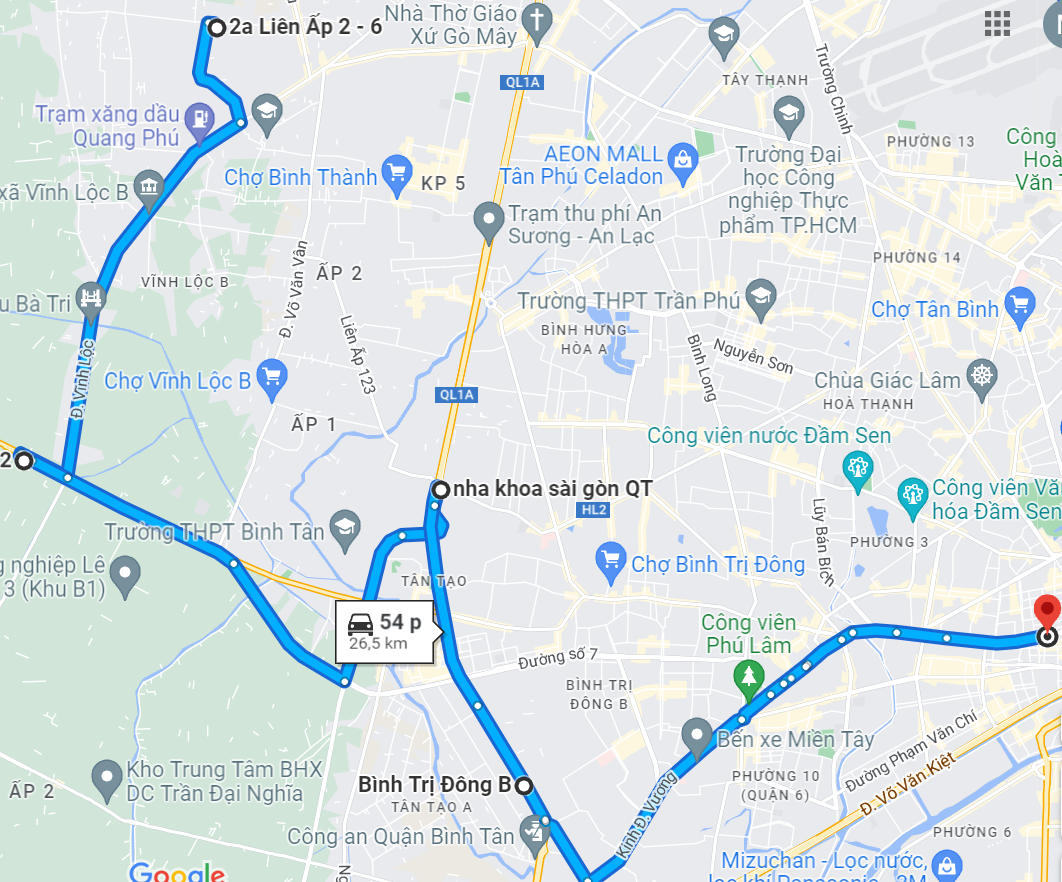 2a Liên Ấp 2 - 6
Nhà Thờ Giáo
Xứ Gò Mây
QL1A
TÂY THẠNH
Trường Chinh
Trạm xăng dầu
Quang Phú
PHƯỜNG 13
Công
Hoà
Văn T
AEON MALL
Tân Phú Celadon
Trường Đại
học Công
nghiệp Thực
phẩm TP.HCM
Chợ Bình Thành
KP 5
xã Vĩnh Lộc B
Trạm thu phí An
Sương - An Lạc
VĨNH LỘC B
Đ. Võ Văn Vân
ẤP 2
PHƯỜNG 14
u Bà Tri
Trường THPT Trần Phú
Chợ Tân Bình
BÌNH HƯNG
HÒA A
Liên Ấp 123
Bình Long
Nguyễn Sơn
Đ. Vĩnh Lộc
Chợ Vĩnh Lộc B
QL1A
Chùa Giác Lâm
HOÀ THẠNH
ẤP 1
Công viên nước Đầm Sen
2
nha khoa sài gòn QT
HL2
Công viên Vă
hóa Đầm Sen
Lũy Bán Bích
Trường THPT Bình Tân
PHƯỜNG 3
g nghiệp Lê
3 (Khu B1)
TÂN TẠO
Chợ Bình Trị Đông
54 p
26,5 km
Công viên
Phú Lâm
Đường số 7
BÌNH TRỊ
ĐÔNG B
Bến xe Miền Tây
Kho Trung Tâm BHX
DC Trần Đại Nghĩa
ẤP 2
Bình Trị Đông B
TÂN TẠO A
PHƯỜNG 10
(QUẬN 6)
Đường Phạm Văn Chí
Đ. Võ Văn Kiệt
Kinh Đ. Vương
Công an Quận Bình Tân
PHƯỜNG 6
Mizuchan - Lọc nước,
lọc khí Panasonic, 3M
Google